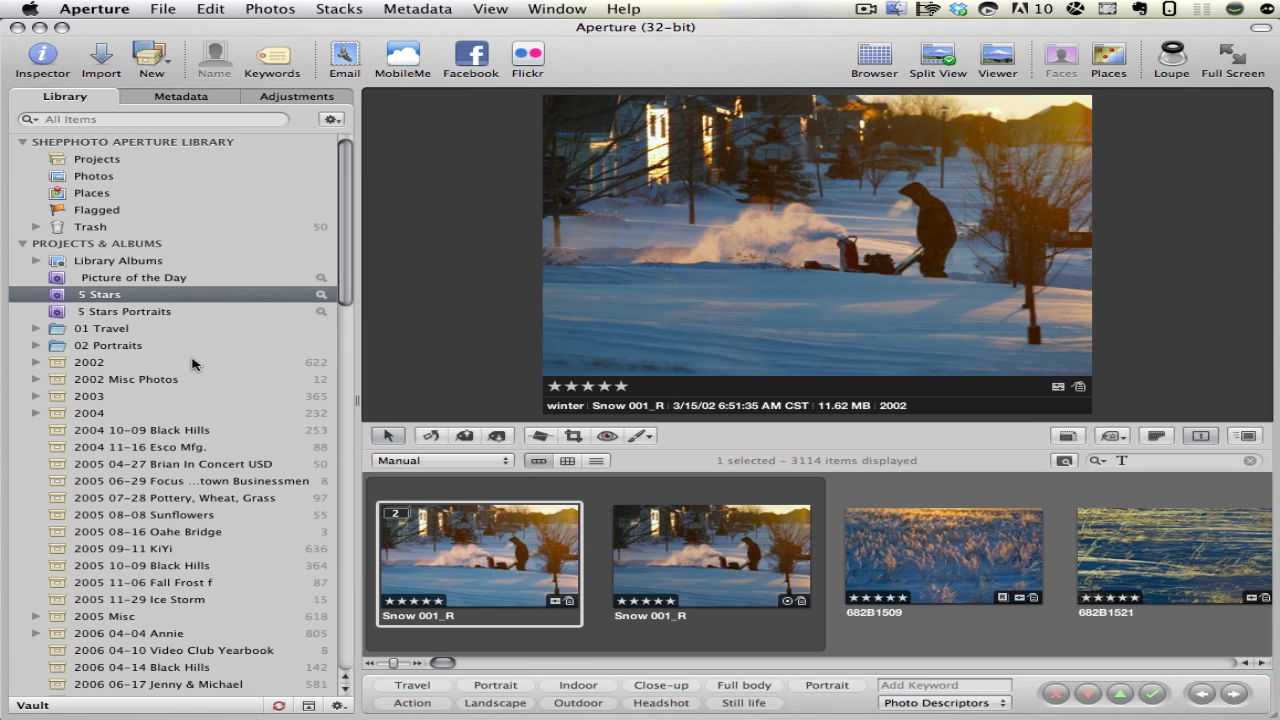 Aperture File Edit Photos Stacks Metadata View Window Help 10
Aperture (32-bit)
Inspector Import New Name Keywords Email MobileMe Facebook Flickr Browser Split View Viewer Faces Places Loupe Full Screen
Library Metadata Adjustments
All Items
SHEPPHOTO APERTURE LIBRARY
Projects
Photos
Places
Flagged
Trash 50
PROJECTS & ALBUMS
Library Albums
Picture of the Day
5 Stars
5 Stars Portraits
01 Travel
02 Portraits
2002 622
2002 Misc Photos 12
2003 365
2004 232
2004 10-09 Black Hills 253
2004 11-16 Esco Mfg. 88
2005 04-27 Brian In Concert USD 50
2005 06-29 Focus ...town Businessmen 8
2005 07-28 Pottery, Wheat, Grass 97
2005 08-08 Sunflowers 55
2005 08-16 Oahe Bridge 3
2005 09-11 KiYi 636
2005 10-09 Black Hills 364
2005 11-06 Fall Frost f 87
2005 11-29 Ice Storm 15
2005 Misc 618
2006 04-04 Annie 805
2006 04-10 Video Club Yearbook 8
2006 04-14 Black Hills 142
2006 06-17 Jenny & Michael 581
Vault
winter Snow 001_R 3/15/02 6:51:35 AM CST 11.62 MB 2002
1
Manual 1 selected - 3114 items displayed T
2
Snow 001_R Snow 001_R 682B1509 682B1521
Travel Portrait Indoor Close-up Full body Portrait Add Keyword
Action Landscape Outdoor Headshot Still life Photo Descriptors